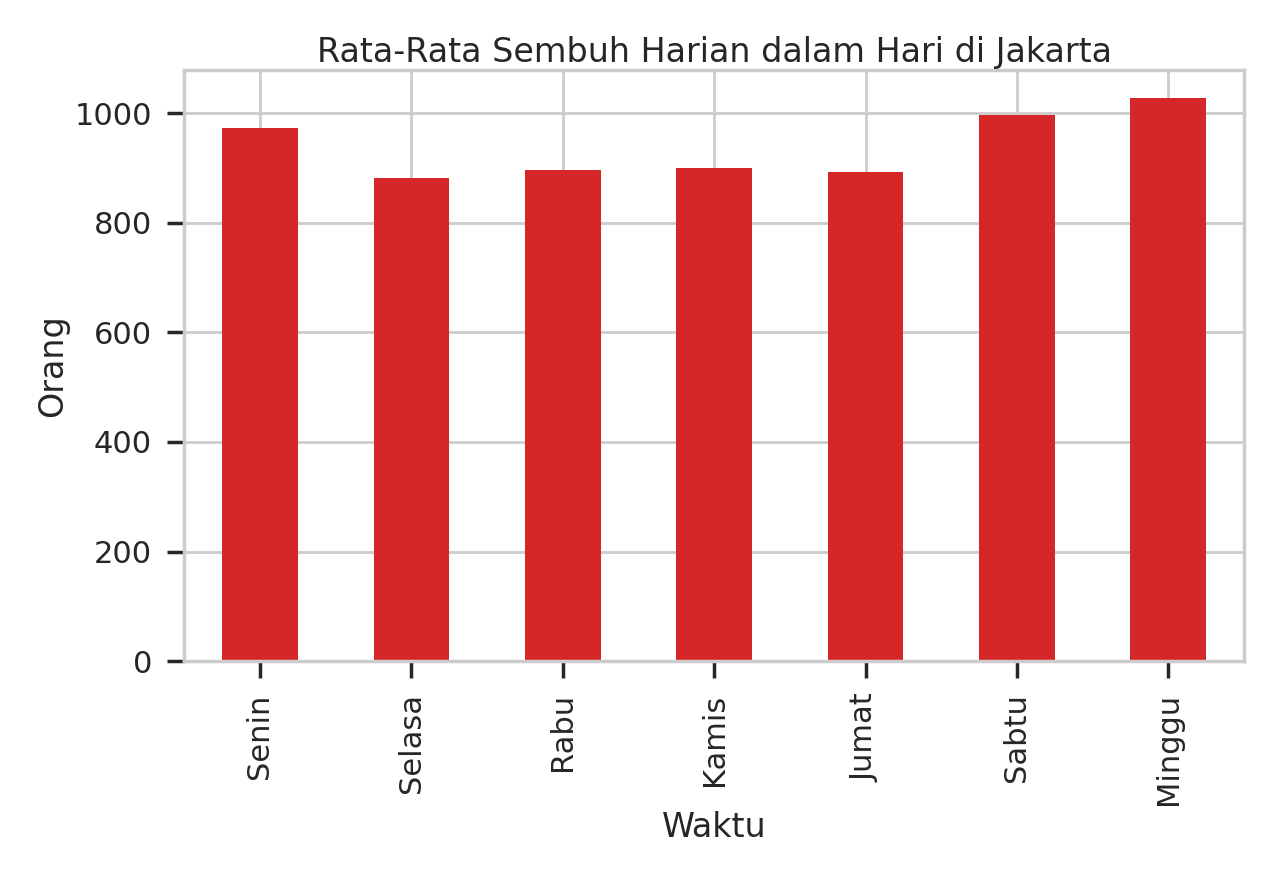 Rata-Rata Sembuh Harian dalam Hari di Jakarta
1000
800
600
400
200
0
Orang
Senin
Selasa
Rabu
Kamis
Jumat
Sabtu
Minggu
Waktu